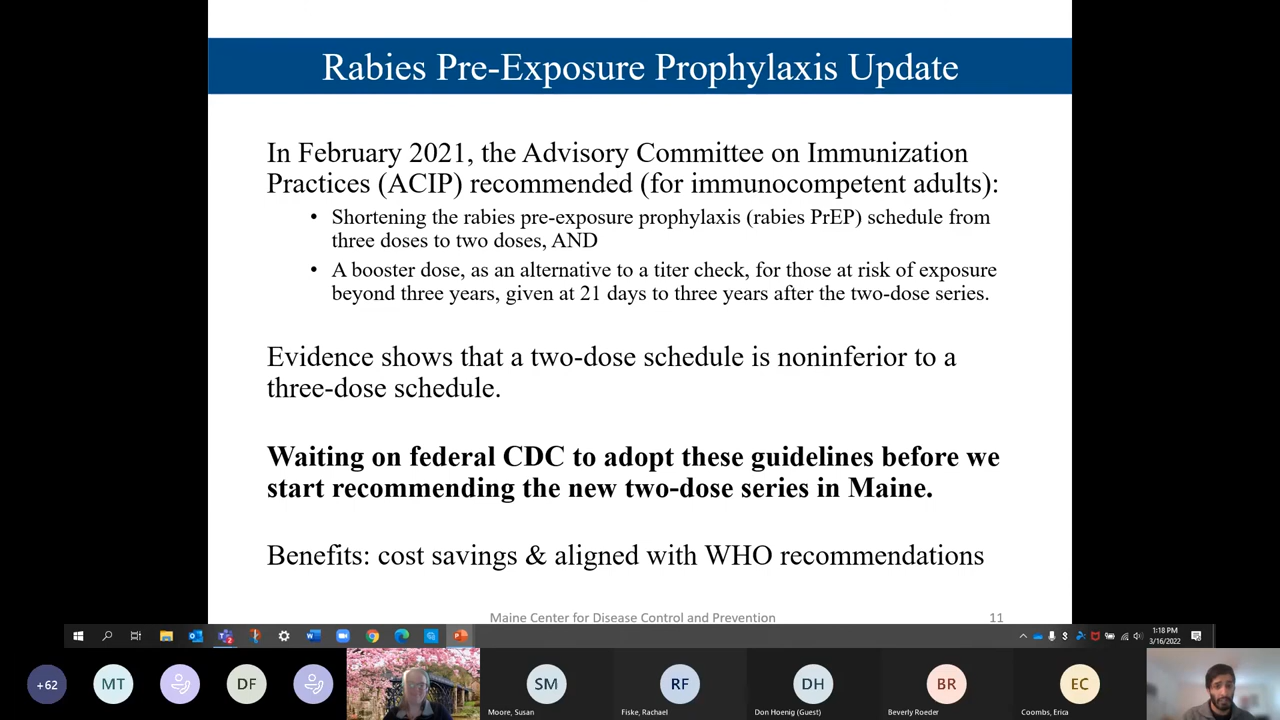 Rabies Pre-Exposure Prophylaxis Update
In February 2021, the Advisory Committee on Immunization
Practices (ACIP) recommended (for immunocompetent adults):
• Shortening the rabies pre-exposure prophylaxis (rabies PrEP) schedule from
three doses to two doses, AND
• A booster dose, as an alternative to a titer check, for those at risk of exposure
beyond three years, given at 21 days to three years after the two-dose series.
Evidence shows that a two-dose schedule is noninferior to a
three-dose schedule.
Waiting on federal CDC to adopt these guidelines before we
start recommending the new two-dose series in Maine.
Benefits: cost savings & aligned with WHO recommendations
Maine Center for Disease Control and Prevention 11
1:18 PM
3/16/2022
+62 MT DF SM RF DH BR EC
Moore, Susan Fiske, Rachael Don Hoenig (Guest) Beverly Roeder Coombs, Erica